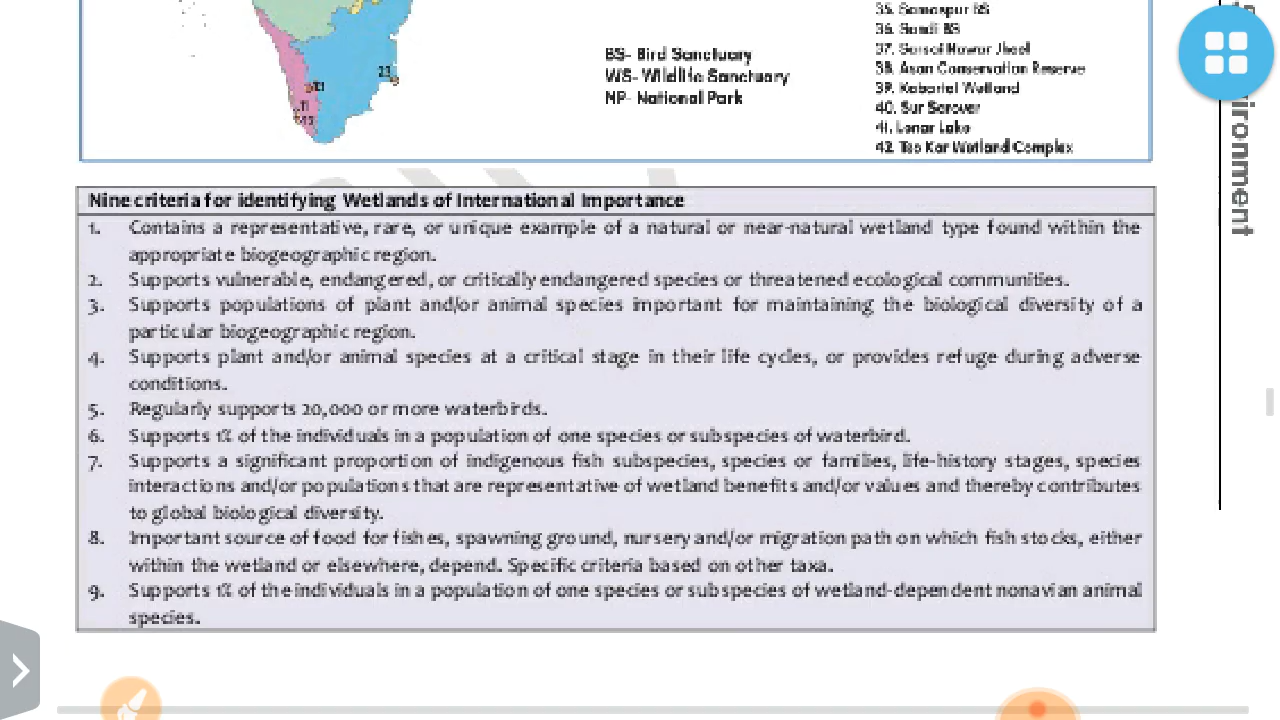 35. Samaspur BS
36. Sandi BS
37. Sarsai Nawar Jheel
38. Asan Conservation Reserve
39. Kabartal Wetland
40. Sur Sarovar
41. Lonar Lake
42. Tso Kar Wetland Complex
BS- Bird Sanctuary
WS- Wildlife Sanctuary
NP- National Park
23
11
ironment
Nine criteria for identifying Wetlands of International Importance
1. Contains a representative, rare, or unique example of a natural or near-natural wetland type found within the
appropriate biogeographic region.
2. Supports vulnerable, endangered, or critically endangered species or threatened ecological communities.
3. Supports populations of plant and/or animal species important for maintaining the biological diversity of a
particular biogeographic region.
4. Supports plant and/or animal species at a critical stage in their life cycles, or provides refuge during adverse
conditions.
5. Regularly supports 20,000 or more waterbirds.
6. Supports 1% of the individuals in a population of one species or subspecies of waterbird.
7. Supports a significant proportion of indigenous fish subspecies, species or families, life-history stages, species
interactions and/or populations that are representative of wetland benefits and/or values and thereby contributes
to global biological diversity.
8. Important source of food for fishes, spawning ground, nursery and/or migration path on which fish stocks, either
within the wetland or elsewhere, depend. Specific criteria based on other taxa.
9. Supports 1% of the individuals in a population of one species or subspecies of wetland-dependent nonavian animal
species.